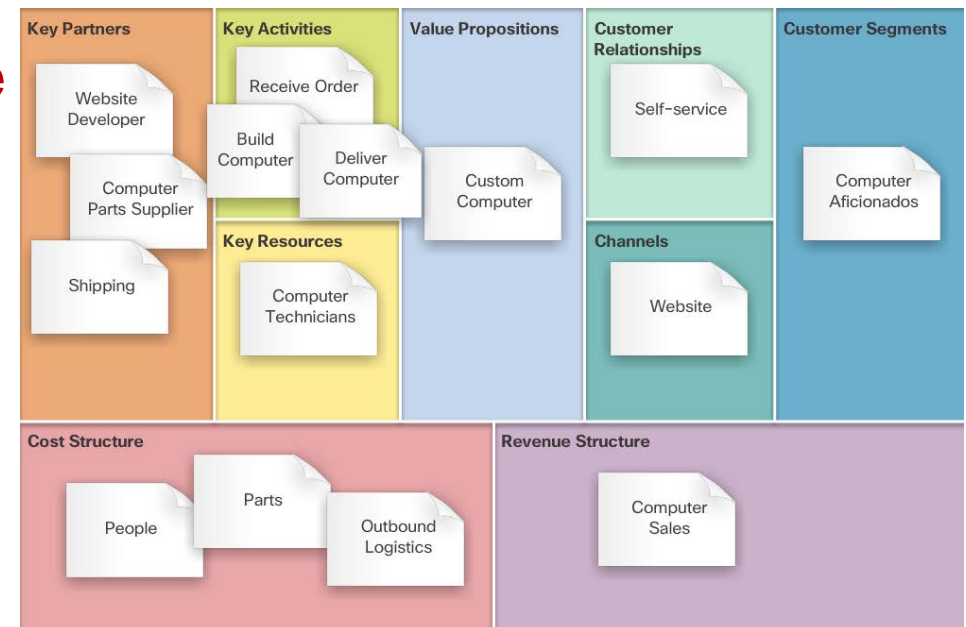 e
Key Partners
Website
Developer
Computer
Parts Supplier
Shipping
Key Activities
Receive Order
Build
Computer
Deliver
Computer
Key Resources
Computer
Technicians
Value Propositions
Custom
Computer
Customer
Relationships
Self-service
Channels
Website
Customer Segments
Computer
Aficionados
Cost Structure
People
Parts
Outbound
Logistics
Revenue Structure
Computer
Sales